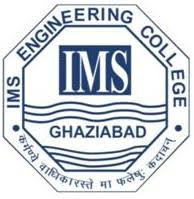 IMS ENGINEERING COLLEGE
IMS
GHAZIABAD
कर्मण्ये वाधिकारस्ते मा फलेषुः कदाचन्